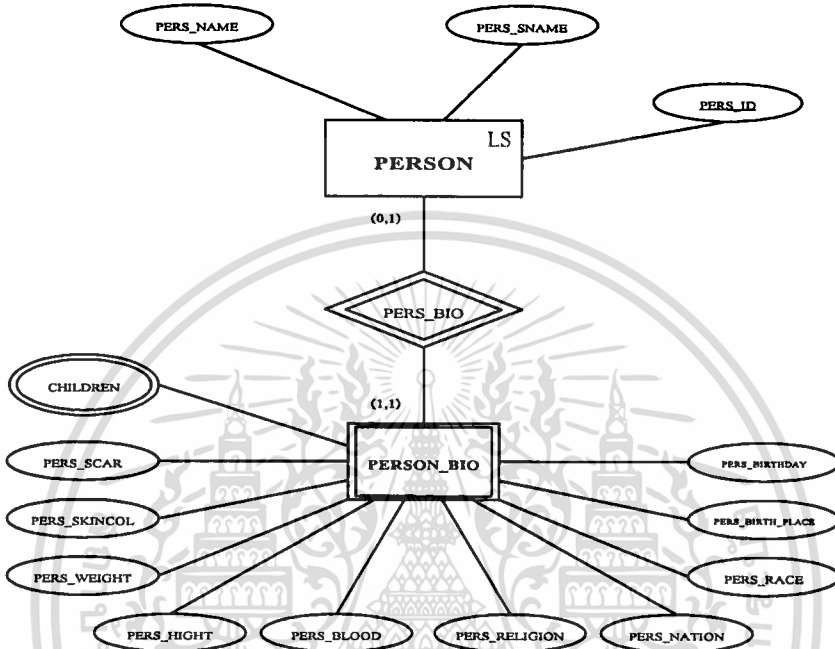 PERS_NAME
PERS_SNAME
PERS_ID
LS
PERSON
(0,1)
PERS_BIO
CHILDREN
(1,1)
PERS_SCAR
PERSON_BIO
PERS_BIRTHDAY
PERS_SKINCOL
PERS_BIRTH_PLACE
PERS_WEIGHT
PERS_RACE
PERS_HIGHT
PERS_BLOOD
PERS_RELIGION
PERS_NATION